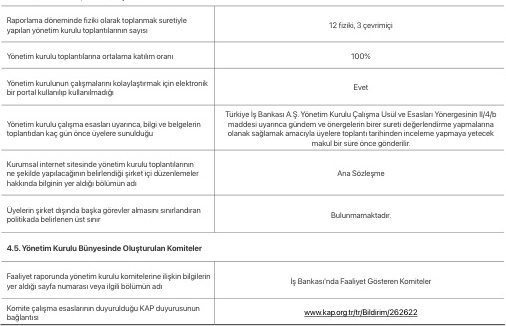 Raporlama döneminde fiziki olarak toplanmak suretiyle
yapılan yönetim kurulu toplantılarının sayısı
12 fiziki, 3 çevrimiçi
Yönetim kurulu toplantılarına ortalama katılım oranı
100%
Yönetim kurulunun çalışmalarını kolaylaştırmak için elektronik
bir portal kullanılıp kullanılmadığı
Evet
Yönetim kurulu çalışma esasları uyarınca, bilgi ve belgelerin
toplantıdan kaç gün önce üyelere sunulduğu
Türkiye İş Bankası A.Ş. Yönetim Kurulu Çalışma Usül ve Esasları Yönergesinin II/4/b
maddesi uyarınca gündem ve önergelerin birer sureti değerlendirme yapmalarına
olanak sağlamak amacıyla üyelere toplantı tarihinden inceleme yapmaya yetecek
makul bir süre önce gönderilir.
Kurumsal internet sitesinde yönetim kurulu toplantılarının
ne şekilde yapılacağının belirlendiği şirket içi düzenlemeler
hakkında bilginin yer aldığı bölümün adı
Ana Sözleşme
Üyelerin şirket dışında başka görevler almasını sınırlandıran
politikada belirlenen üst sınır
Bulunmamaktadır.
4.5. Yönetim Kurulu Bünyesinde Oluşturulan Komiteler
Faaliyet raporunda yönetim kurulu komitelerine ilişkin bilgilerin
yer aldığı sayfa numarası veya ilgili bölümün adı
İş Bankası'nda Faaliyet Gösteren Komiteler
Komite çalışma esaslarının duyurulduğu KAP duyurusunun
bağlantısı
www.kap.org.tr/tr/Bildirim/262622